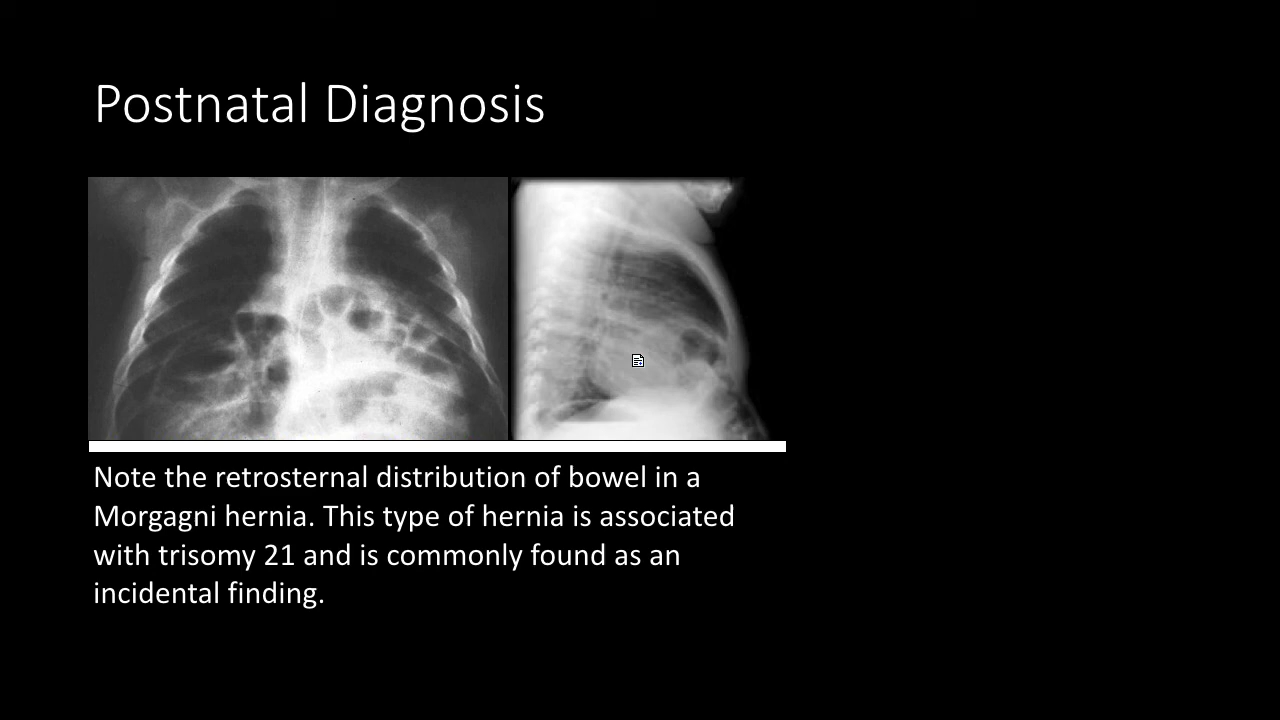 Postnatal Diagnosis
Note the retrosternal distribution of bowel in a
Morgagni hernia. This type of hernia is associated
with trisomy 21 and is commonly found as an
incidental finding.